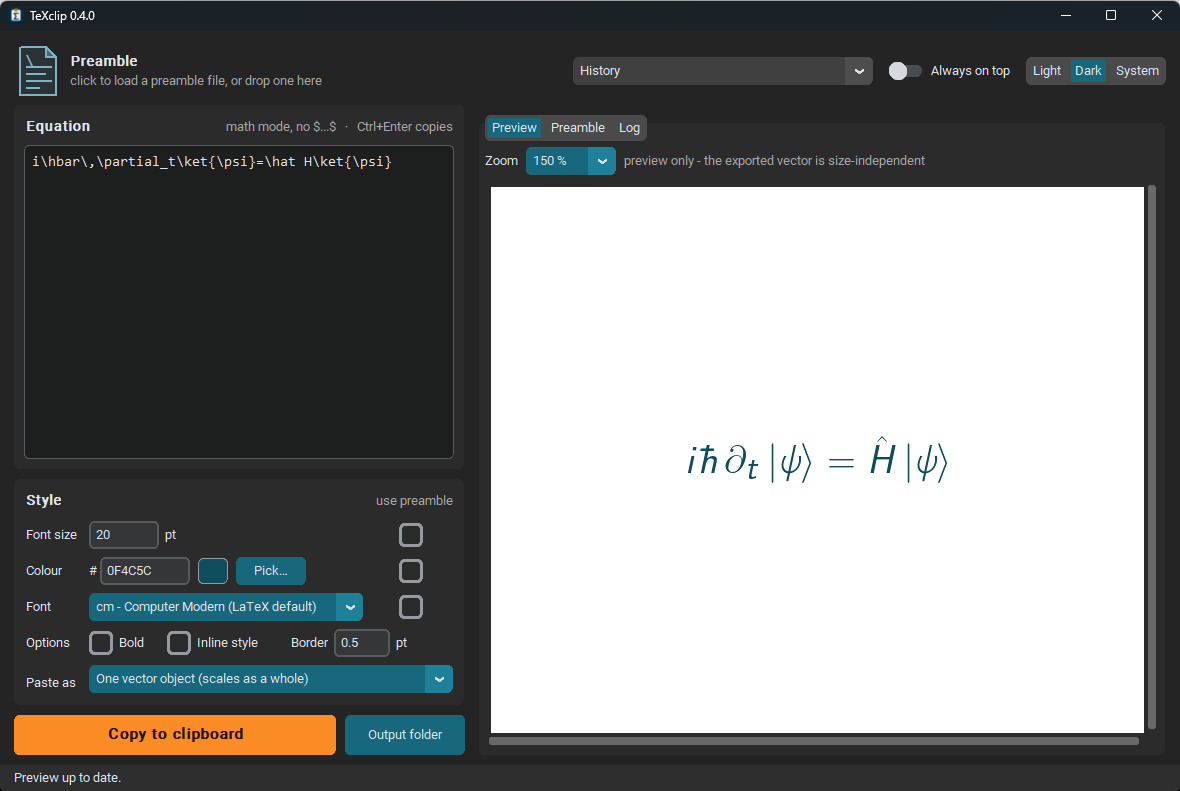 TeXclip 0.4.0
Preamble
click to load a preamble file, or drop one here
History
Always on top
Light Dark System
Equation
math mode, no $...$ · Ctrl+Enter copies
i\hbar\,\partial_t\ket{\psi}=\hat H\ket{\psi}
Style
use preamble
Font size 20 pt
Colour # 0F4C5C Pick...
Font cm - Computer Modern (LaTeX default)
Options Bold Inline style Border 0.5 pt
Paste as One vector object (scales as a whole)
Copy to clipboard Output folder
Preview Preamble Log
Zoom 150 % preview only - the exported vector is size-independent
iħ ∂ₜ |ψ⟩ = Ĥ |ψ⟩
Preview up to date.